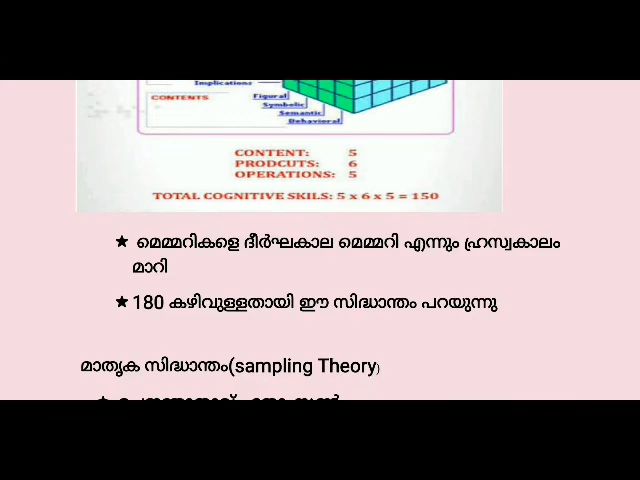 Implications
CONTENTS
Figural
Symbolic
Semantic
Behavioral
CONTENT: 5
PRODCUTS: 6
OPERATIONS: 5
TOTAL COGNITIVE SKILS: 5 x 6 x 5 = 150
★ മെമ്മറികളെ ദീർഘകാല മെമ്മറി എന്നും ഹ്രസ്വകാലം
മാറി
★ 180 കഴിവുള്ളതായി ഈ സിദ്ധാന്തം പറയുന്നു
മാതൃക സിദ്ധാന്തം(sampling Theory)